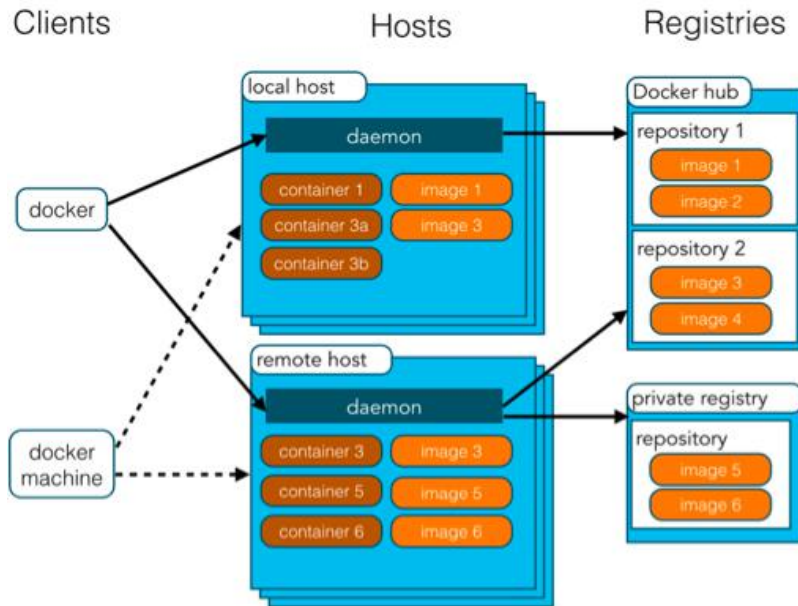 Clients
Hosts
Registries
docker
docker
machine
local host
daemon
container 1
image 1
container 3a
image 3
container 3b
remote host
daemon
container 3
image 3
container 5
image 5
container 6
image 6
Docker hub
repository 1
image 1
image 2
repository 2
image 3
image 4
private registry
repository
image 5
image 6